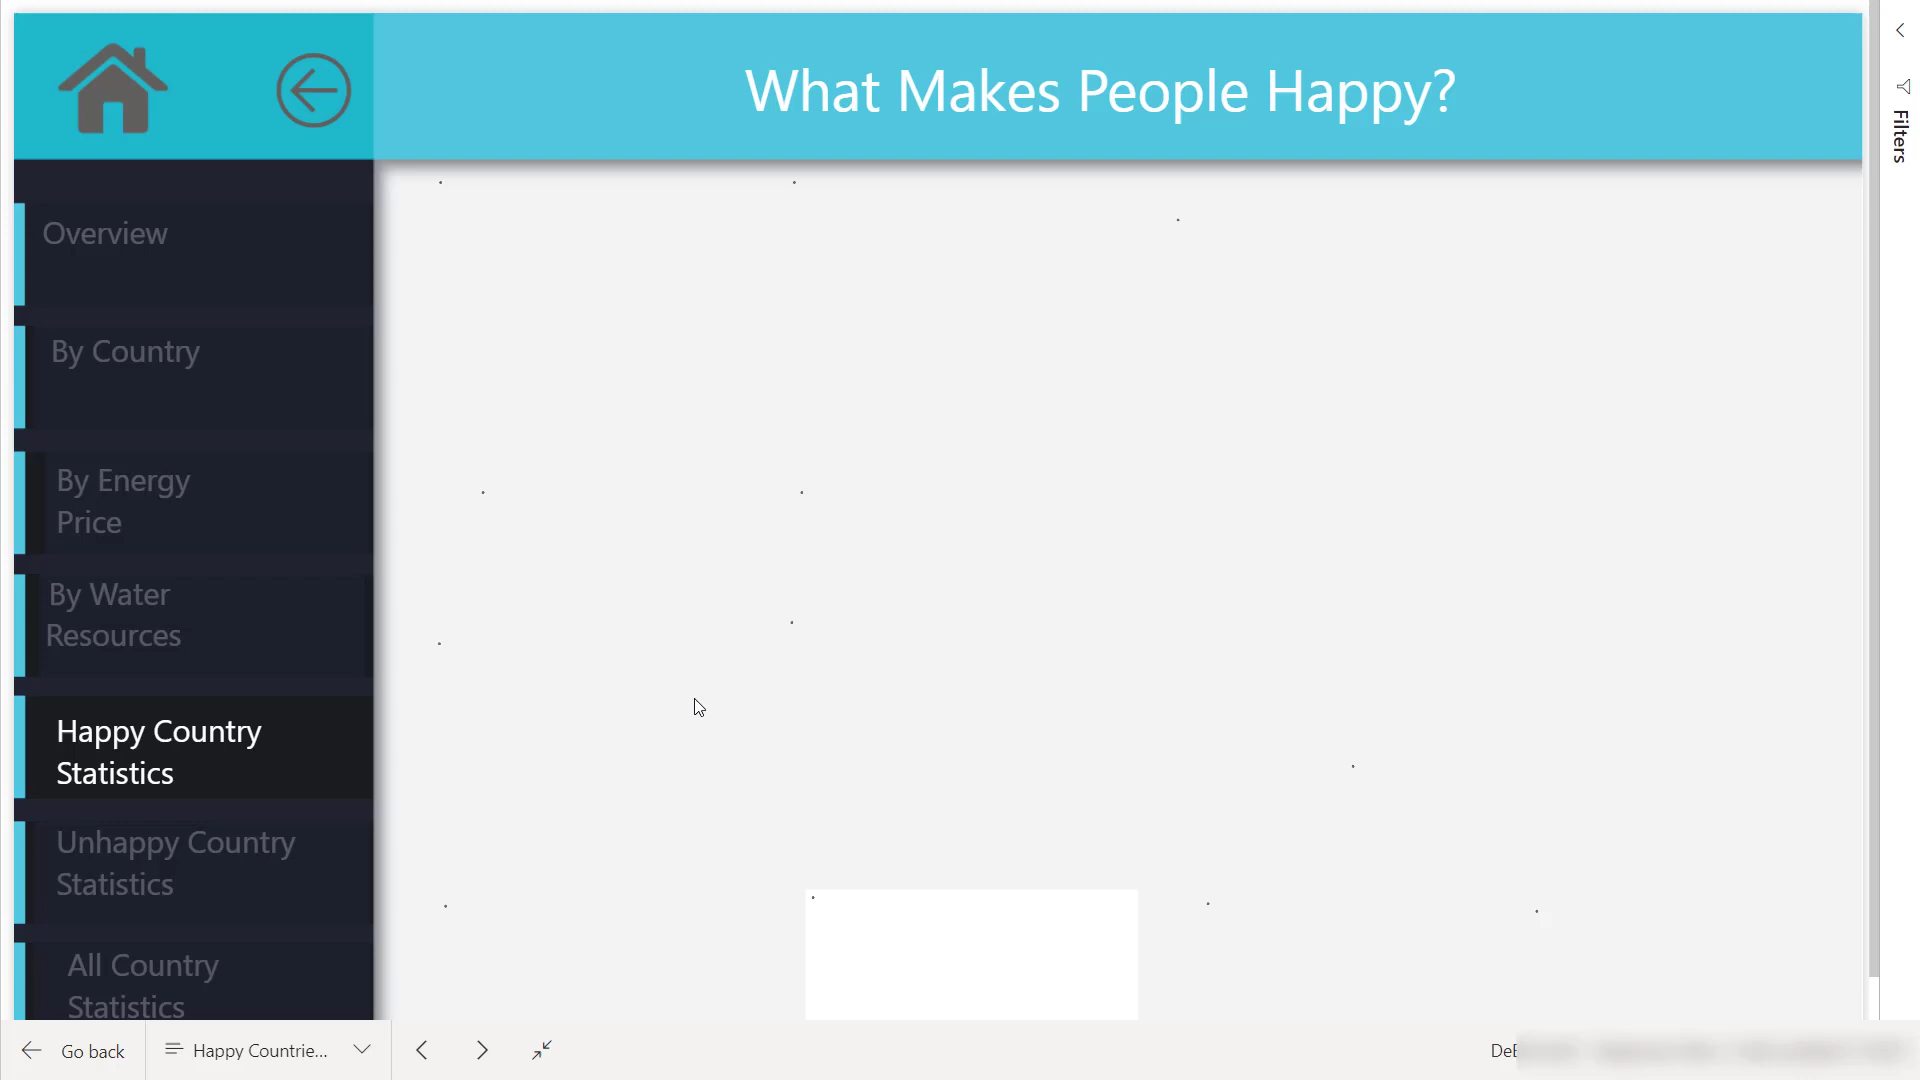 What Makes People Happy?
Filters
Overview
By Country
By Energy
Price
By Water
Resources
Happy Country
Statistics
Unhappy Country
Statistics
All Country
Statistics
Go back
Happy Countrie...